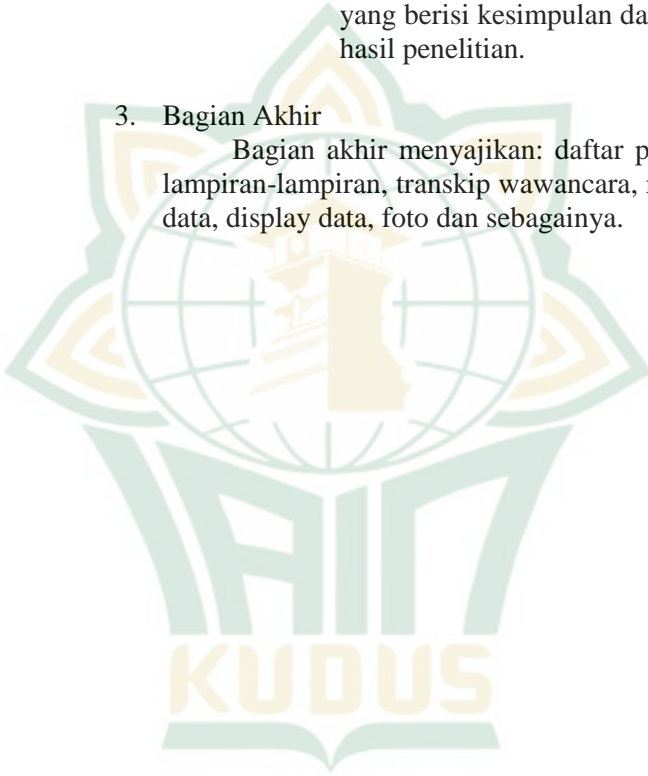 yang berisi kesimpulan da
hasil penelitian.
3. Bagian Akhir
Bagian akhir menyajikan: daftar p
lampiran-lampiran, transkip wawancara,
data, display data, foto dan sebagainya.
IAIN
KUDUS